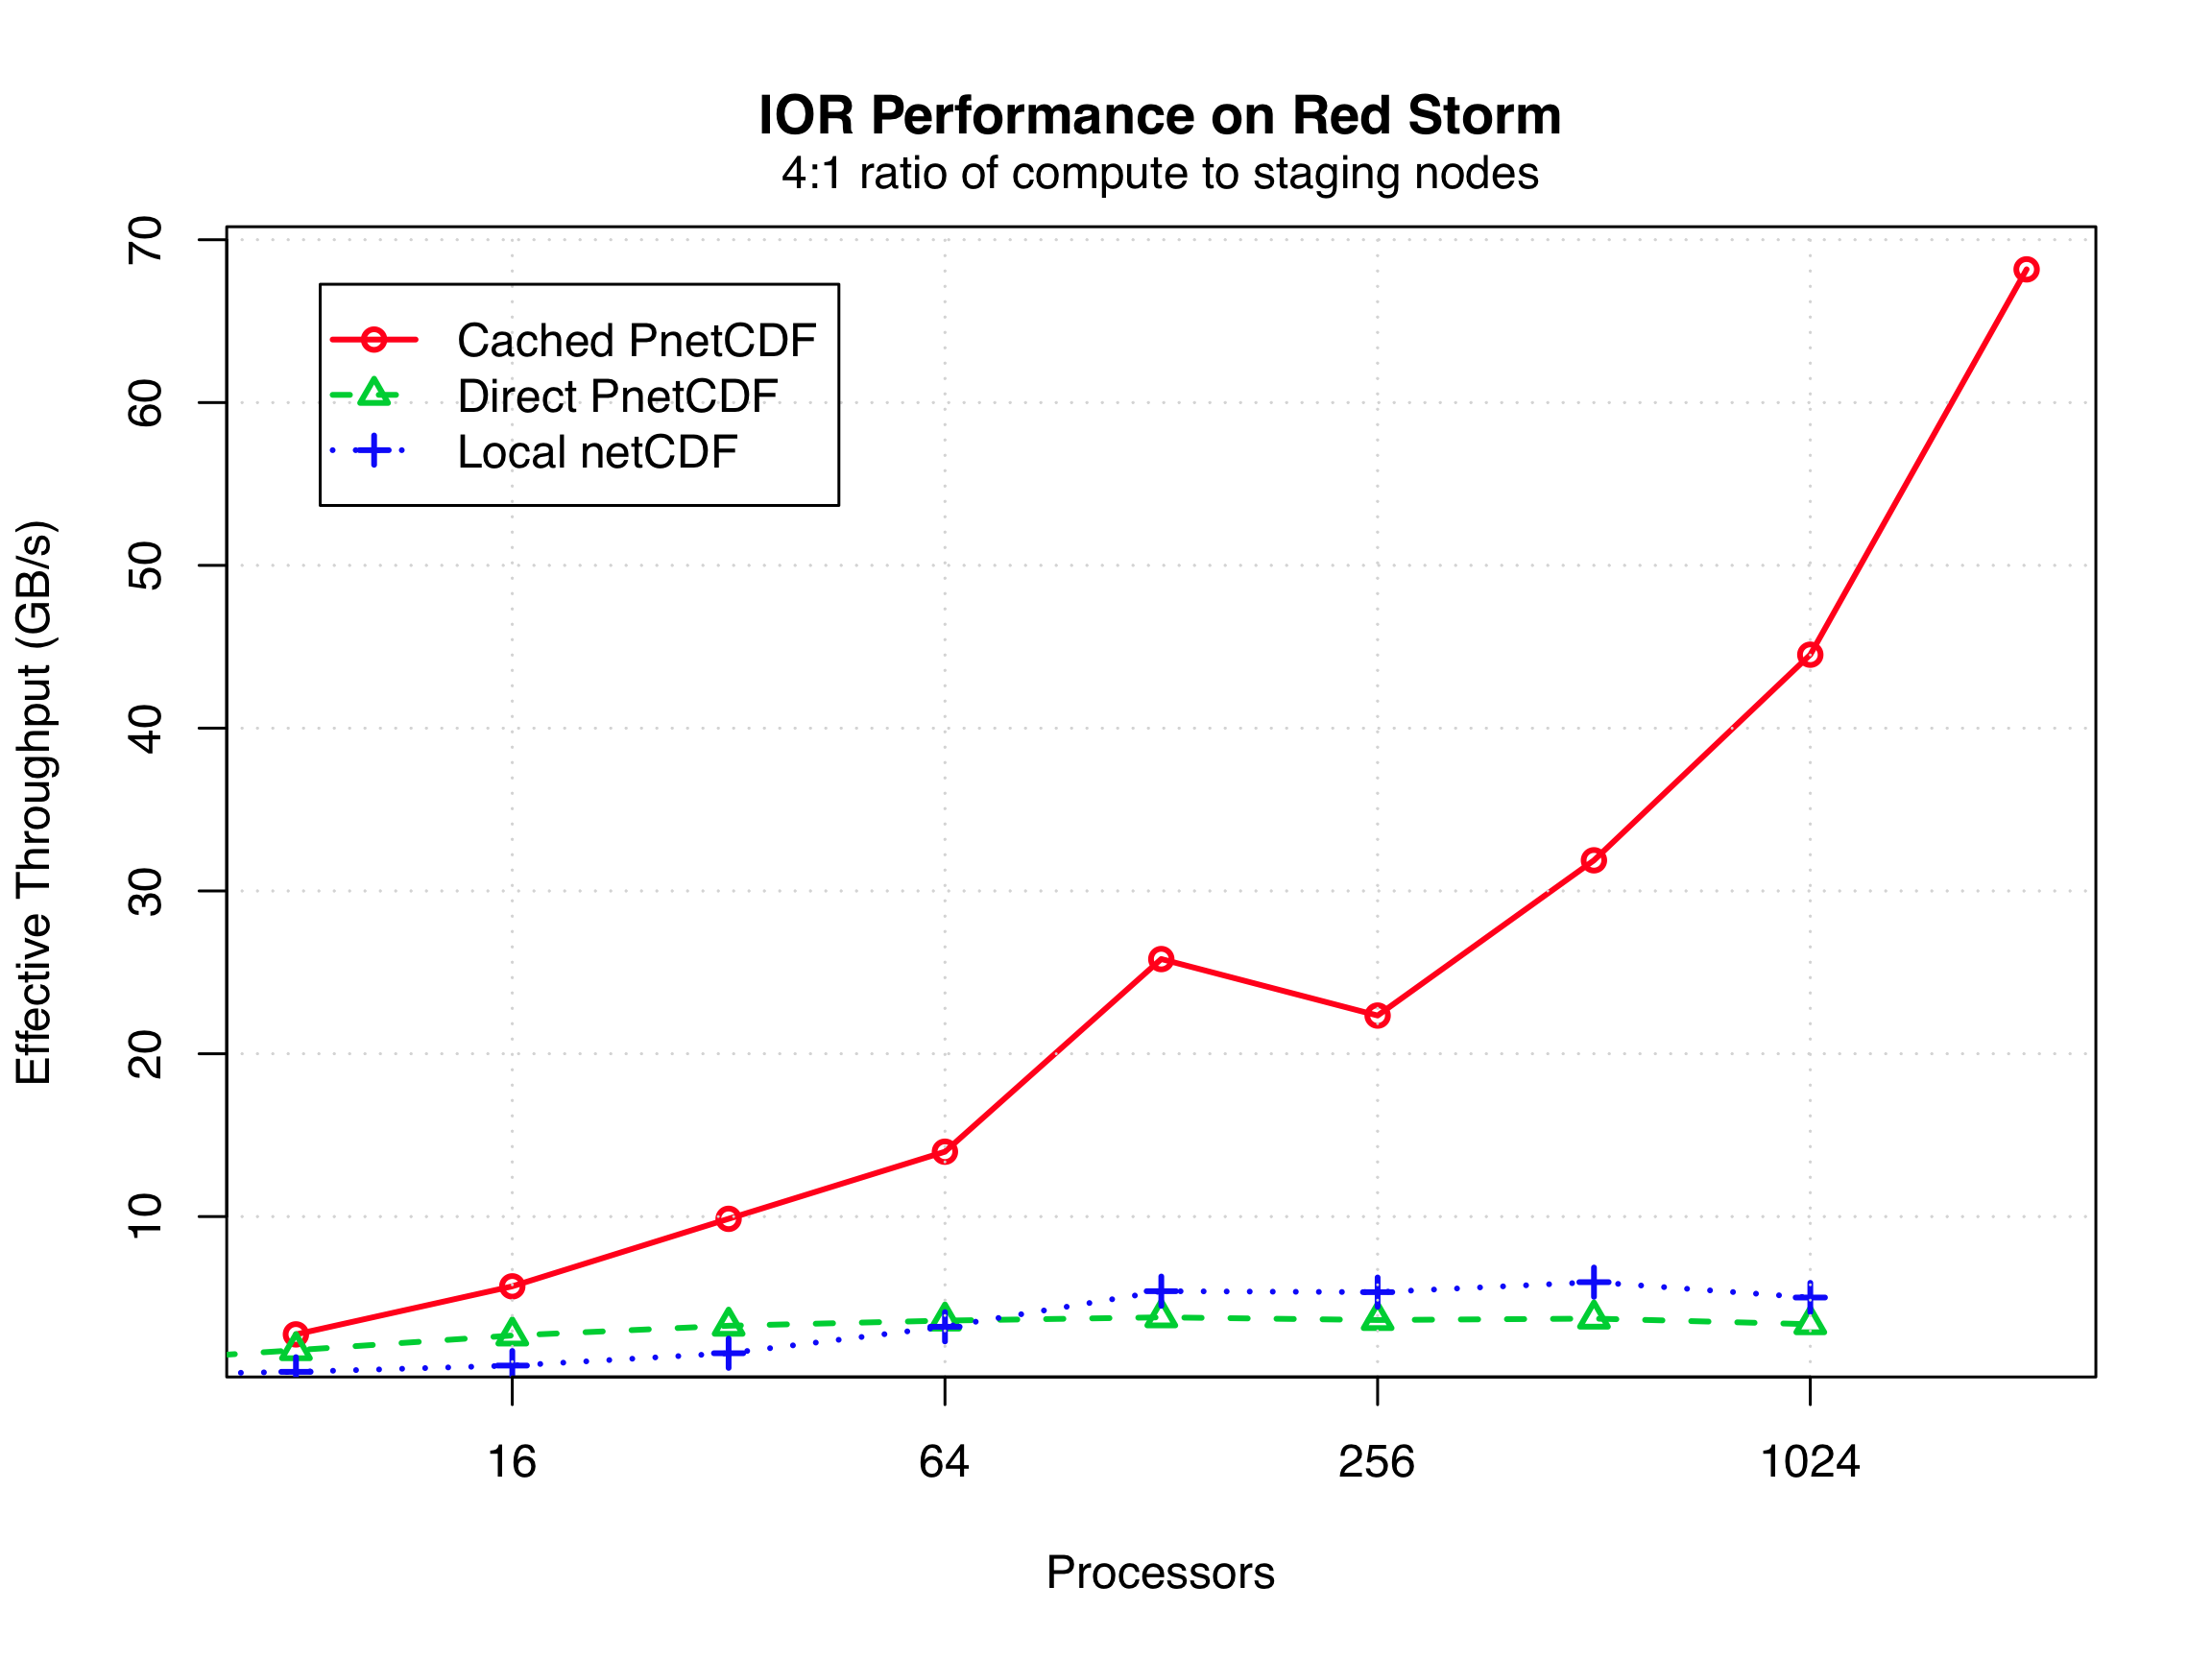 IOR Performance on Red Storm
4:1 ratio of compute to staging nodes
70
60
50
40
30
20
10
Effective Throughput (GB/s)
Cached PnetCDF
Direct PnetCDF
Local netCDF
16 64 256 1024
Processors